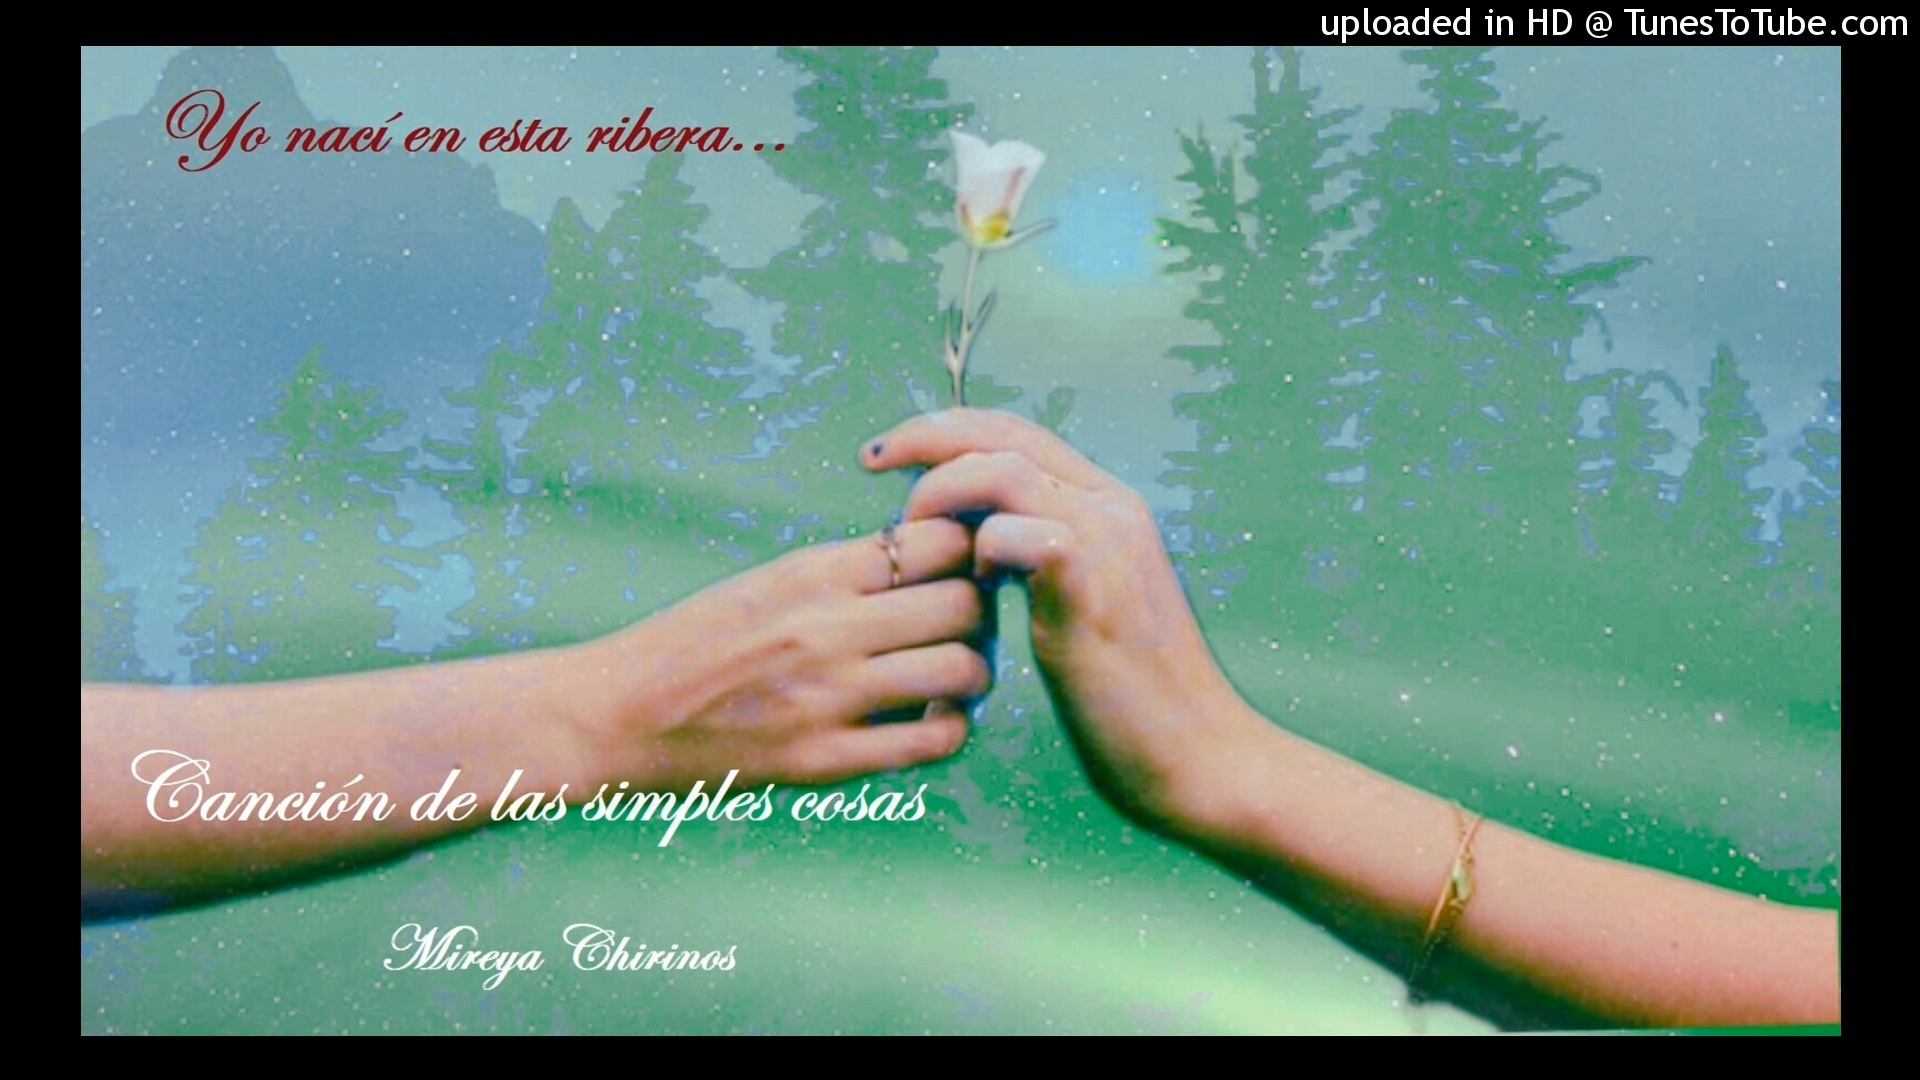 uploaded in HD @ TunesToTube.com
Yo nací en esta ribera...
Canción de las simples cosas
Mireya Chirinos